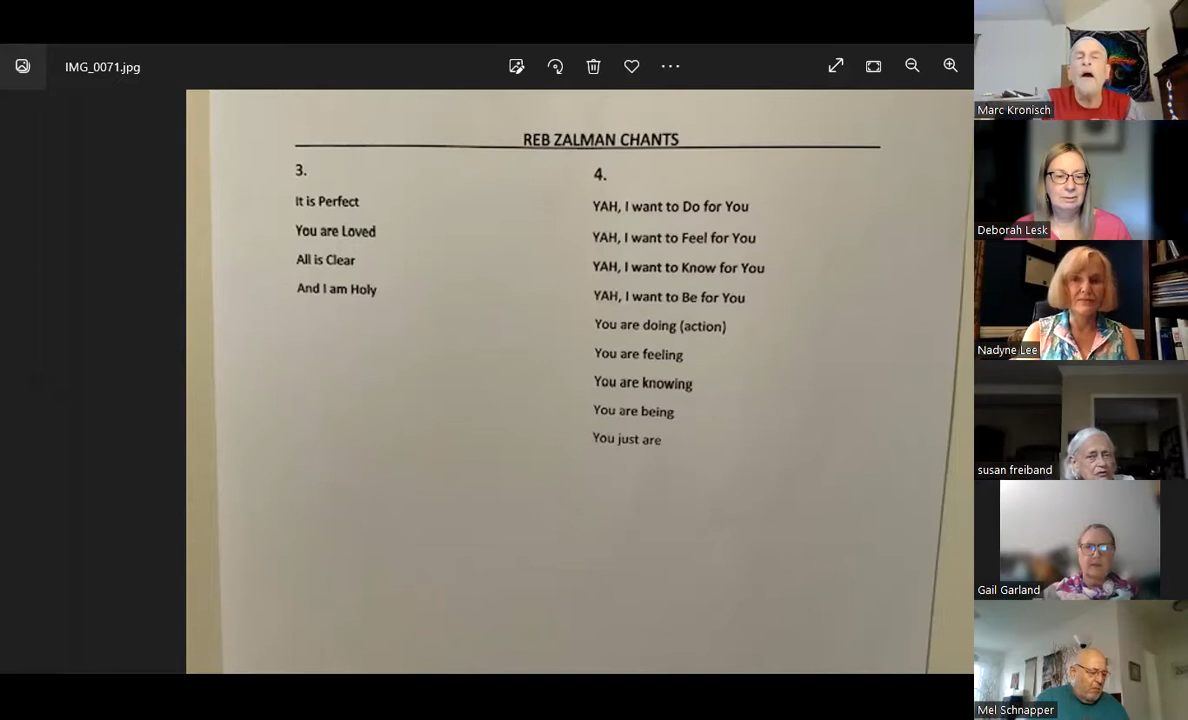 IMG_0071.jpg
REB ZALMAN CHANTS
3.
It is Perfect
You are Loved
All is Clear
And I am Holy
4.
YAH, I want to Do for You
YAH, I want to Feel for You
YAH, I want to Know for You
YAH, I want to Be for You
You are doing (action)
You are feeling
You are knowing
You are being
You just are
Marc Kronisch
Deborah Lesk
Nadyne Lee
susan freiband
Gail Garland
Mel Schnapper